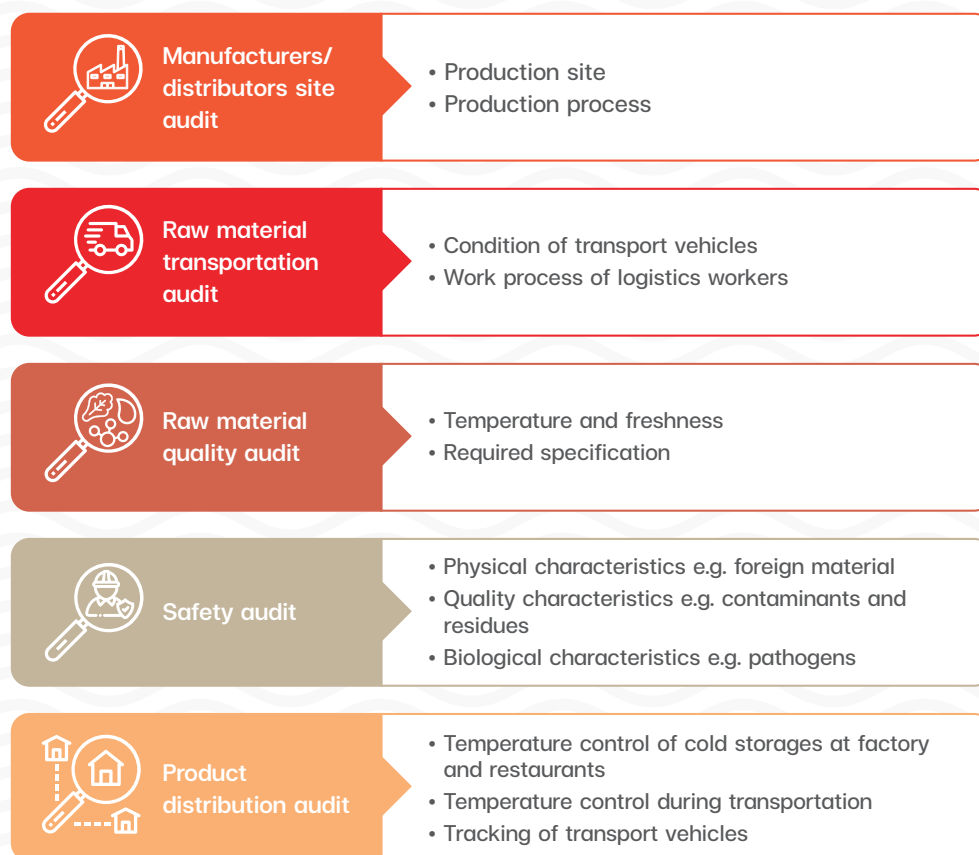 Manufacturers/
distributors site
audit
• Production site
• Production process
Raw material
transportation
audit
• Condition of transport vehicles
• Work process of logistics workers
Raw material
quality audit
• Temperature and freshness
• Required specification
Safety audit
• Physical characteristics e.g. foreign material
• Quality characteristics e.g. contaminants and
residues
• Biological characteristics e.g. pathogens
Product
distribution audit
• Temperature control of cold storages at factory
and restaurants
• Temperature control during transportation
• Tracking of transport vehicles